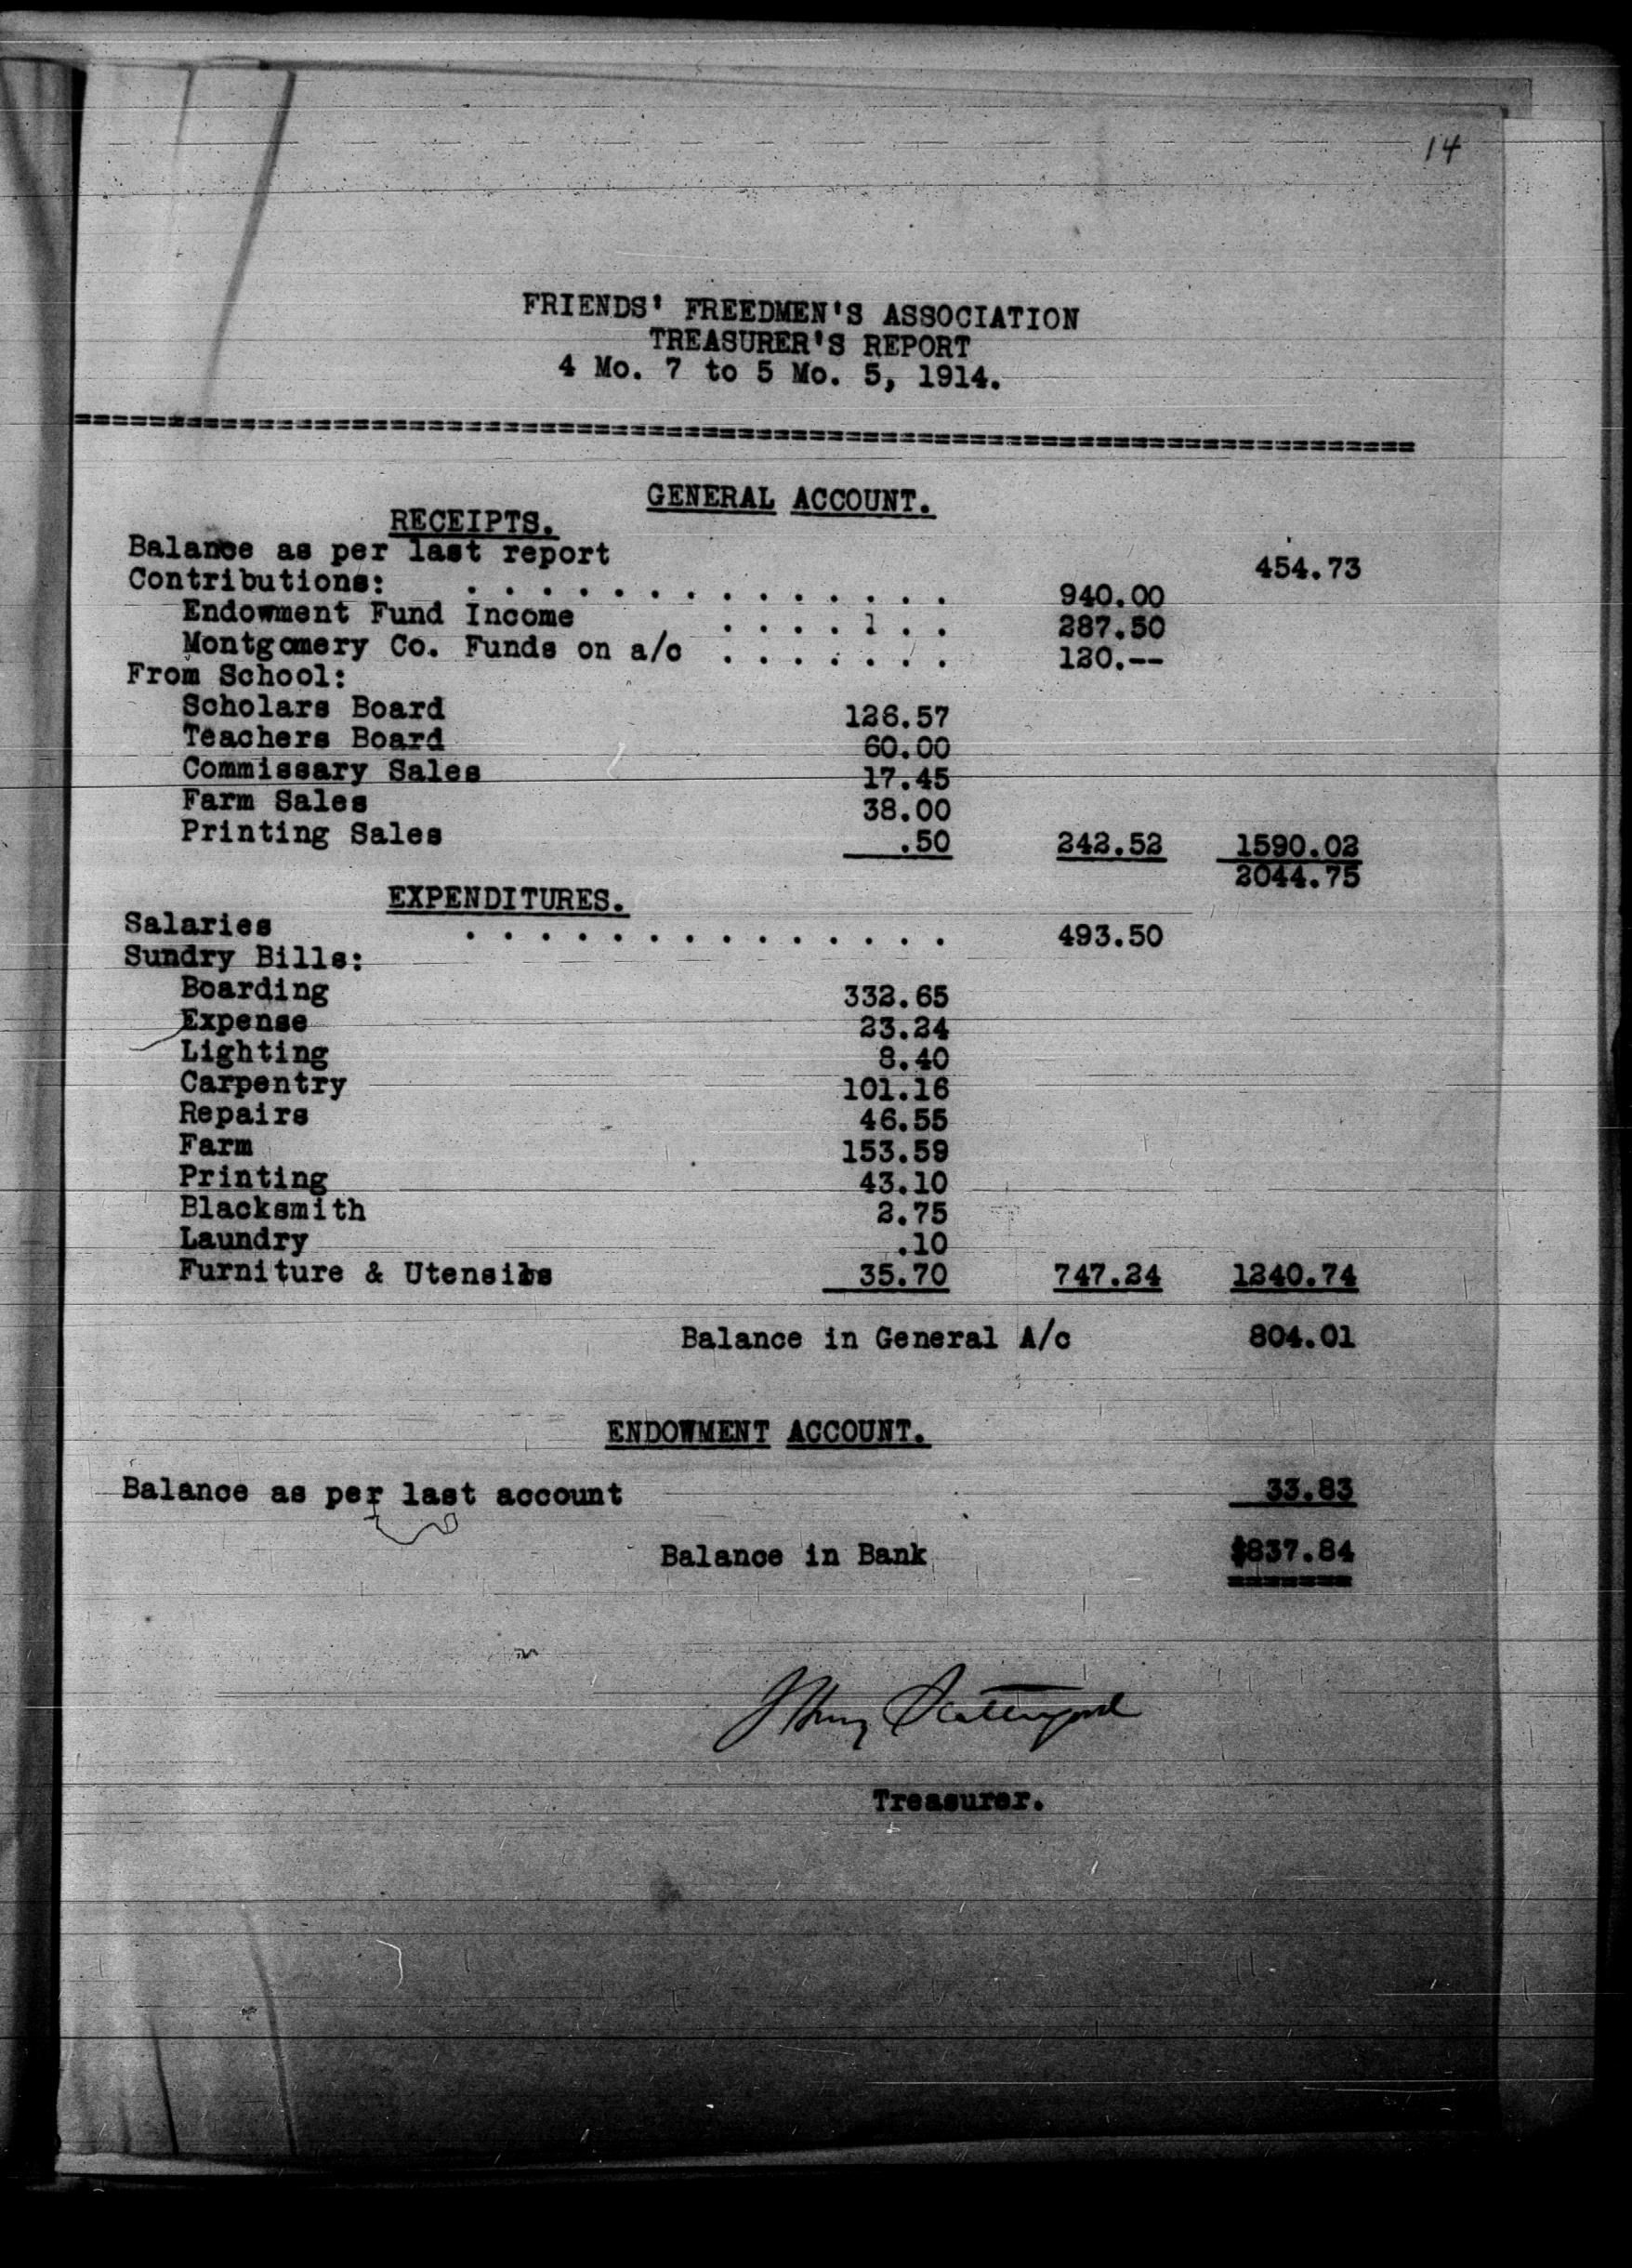 14
FRIENDS' FREEDMEN'S ASSOCIATION
TREASURER'S REPORT
4 Mo. 7 to 5 Mo. 5, 1914.
GENERAL ACCOUNT.
RECEIPTS.
Balance as per last report 454.73
Contributions: . . . . . . . . . . . . . . 940.00
Endowment Fund Income . . . . . . . 287.50
Montgomery Co. Funds on a/c . . . . . . . 120.--
From School:
Scholars Board 126.57
Teachers Board 60.00
Commissary Sales 17.45
Farm Sales 38.00
Printing Sales .50 242.52 1590.02
2044.75
EXPENDITURES.
Salaries . . . . . . . . . . . . . . 493.50
Sundry Bills:
Boarding 332.65
Expense 23.24
Lighting 8.40
Carpentry 101.16
Repairs 46.55
Farm 153.59
Printing 43.10
Blacksmith 2.75
Laundry .10
Furniture & Utensils 35.70 747.24 1240.74
Balance in General A/c 804.01
ENDOWMENT ACCOUNT.
Balance as per last account 33.83
Balance in Bank $837.84
J Henry Scattergood
Treasurer.